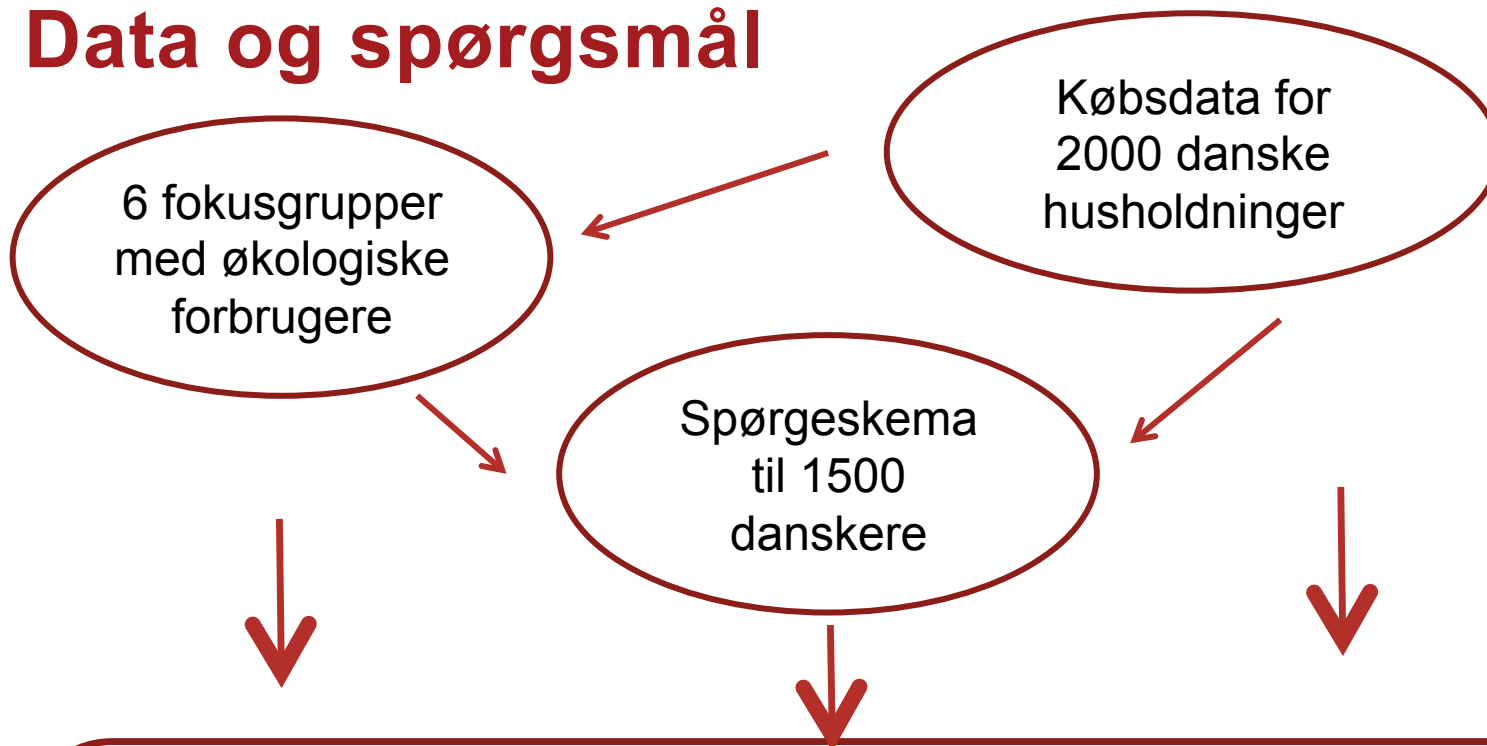 Data og spørgsmål
Købsdata for
2000 danske
husholdninger
6 fokusgrupper
med økologiske
forbrugere
Spørgeskema
til 1500
danskere